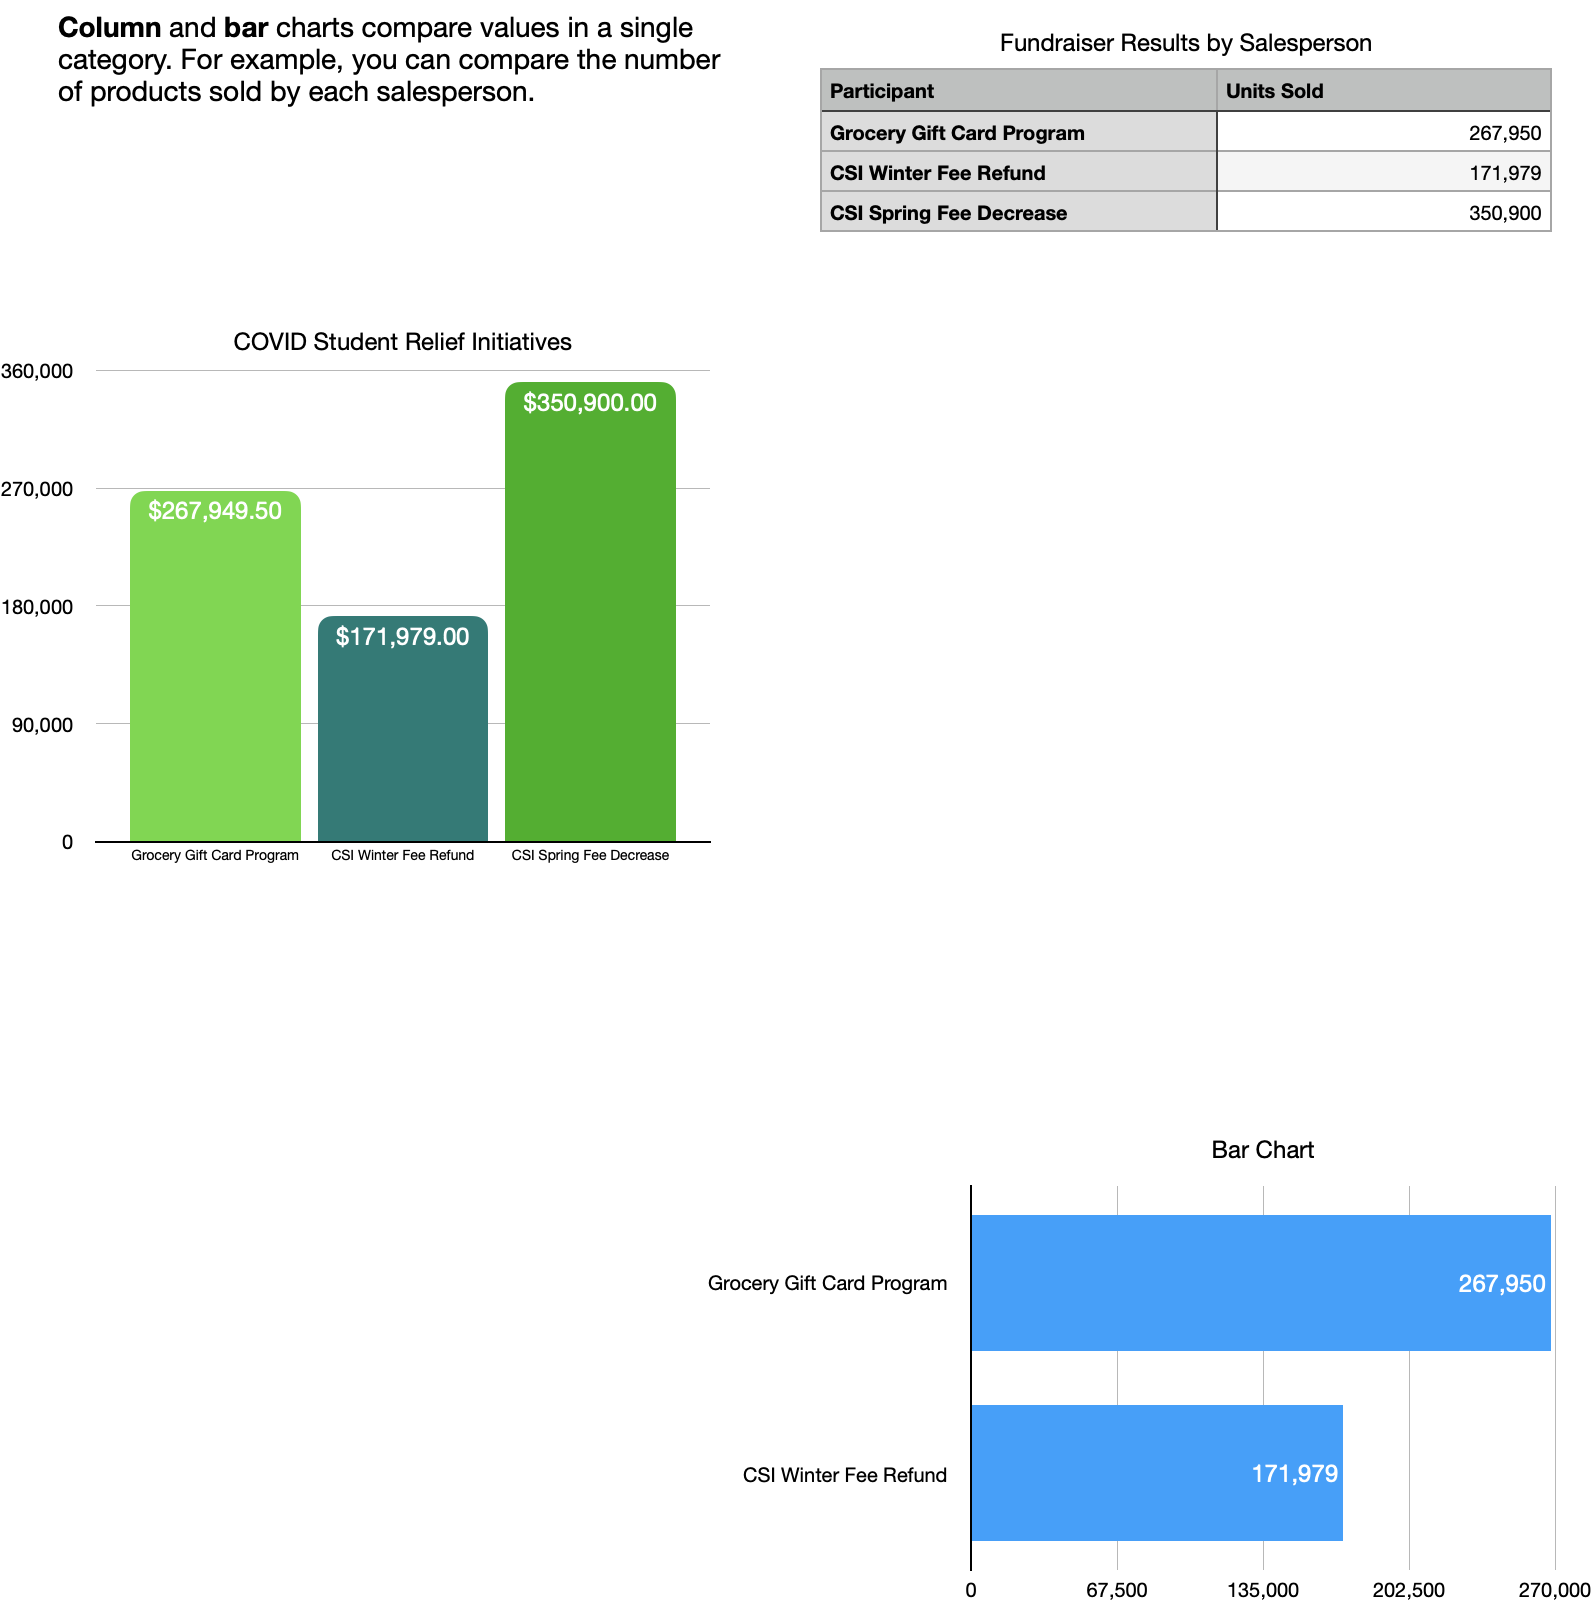 Column and bar charts compare values in a single
category. For example, you can compare the number
of products sold by each salesperson.
Fundraiser Results by Salesperson
Participant Units Sold
Grocery Gift Card Program 267,950
CSI Winter Fee Refund 171,979
CSI Spring Fee Decrease 350,900
COVID Student Relief Initiatives
360,000
$350,900.00
270,000
$267,949.50
180,000
$171,979.00
90,000
0
Grocery Gift Card Program CSI Winter Fee Refund CSI Spring Fee Decrease
Bar Chart
Grocery Gift Card Program 267,950
CSI Winter Fee Refund 171,979
0 67,500 135,000 202,500 270,000